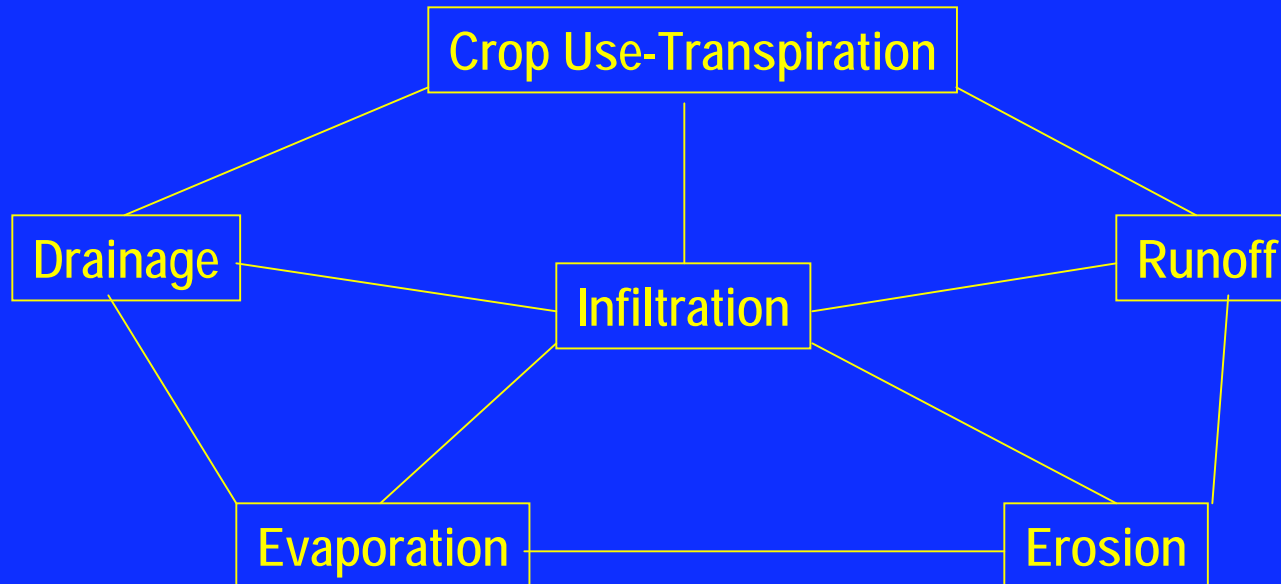 Crop Use-Transpiration
Drainage
Runoff
Infiltration
Evaporation
Erosion